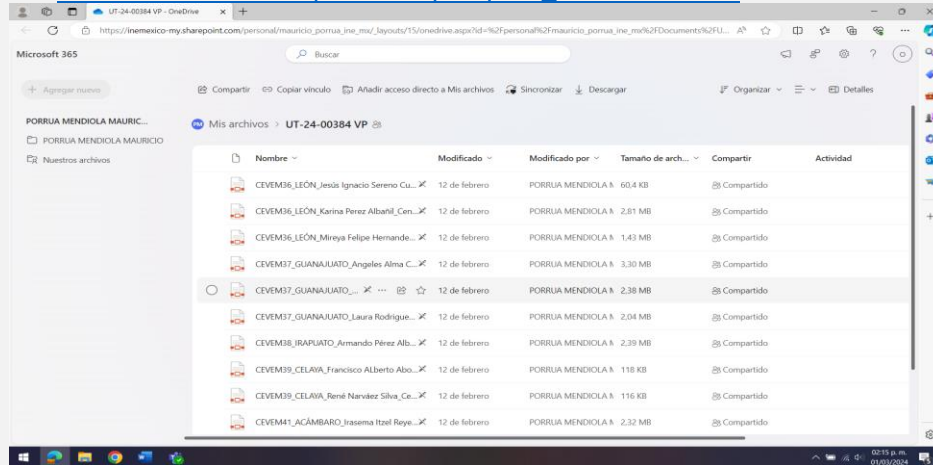 UT-24-00384 VP - OneDrive
https://inemexico-my.sharepoint.com/personal/mauricio_porrua_ine_mx/_layouts/15/onedrive.aspx?id=%2Fpersonal%2Fmauricio_porrua_ine_mx%2FDocuments%2FU...
Microsoft 365
Buscar
Agregar nuevo
Compartir Copiar vínculo Añadir acceso directo a Mis archivos Sincronizar Descargar Organizar Detalles
PORRUA MENDIOLA MAURIC...
PORRUA MENDIOLA MAURICIO
Nuestros archivos
PM Mis archivos > UT-24-00384 VP
Nombre Modificado Modificado por Tamaño de arch... Compartir Actividad
CEVEM36_LEÓN_Jesús Ignacio Sereno Cu... 12 de febrero PORRUA MENDIOLA M 60,4 KB Compartido
CEVEM36_LEÓN_Karina Perez Albañil_Cen... 12 de febrero PORRUA MENDIOLA M 2,81 MB Compartido
CEVEM36_LEÓN_Mireya Felipe Hernande... 12 de febrero PORRUA MENDIOLA M 1,43 MB Compartido
CEVEM37_GUANAJUATO_Angeles Alma C... 12 de febrero PORRUA MENDIOLA M 3,30 MB Compartido
CEVEM37_GUANAJUATO_... 12 de febrero PORRUA MENDIOLA M 2,38 MB Compartido
CEVEM37_GUANAJUATO_Laura Rodrigue... 12 de febrero PORRUA MENDIOLA M 2,04 MB Compartido
CEVEM38_IRAPUATO_Armando Pérez Alb... 12 de febrero PORRUA MENDIOLA M 2,39 MB Compartido
CEVEM39_CELAYA_Francisco ALberto Abo... 12 de febrero PORRUA MENDIOLA M 118 KB Compartido
CEVEM39_CELAYA_René Narváez Silva_Ce... 12 de febrero PORRUA MENDIOLA M 116 KB Compartido
CEVEM41_ACÁMBARO_Irasema Itzel Reye... 12 de febrero PORRUA MENDIOLA M 2,32 MB Compartido
02:15 p. m.
01/03/2024